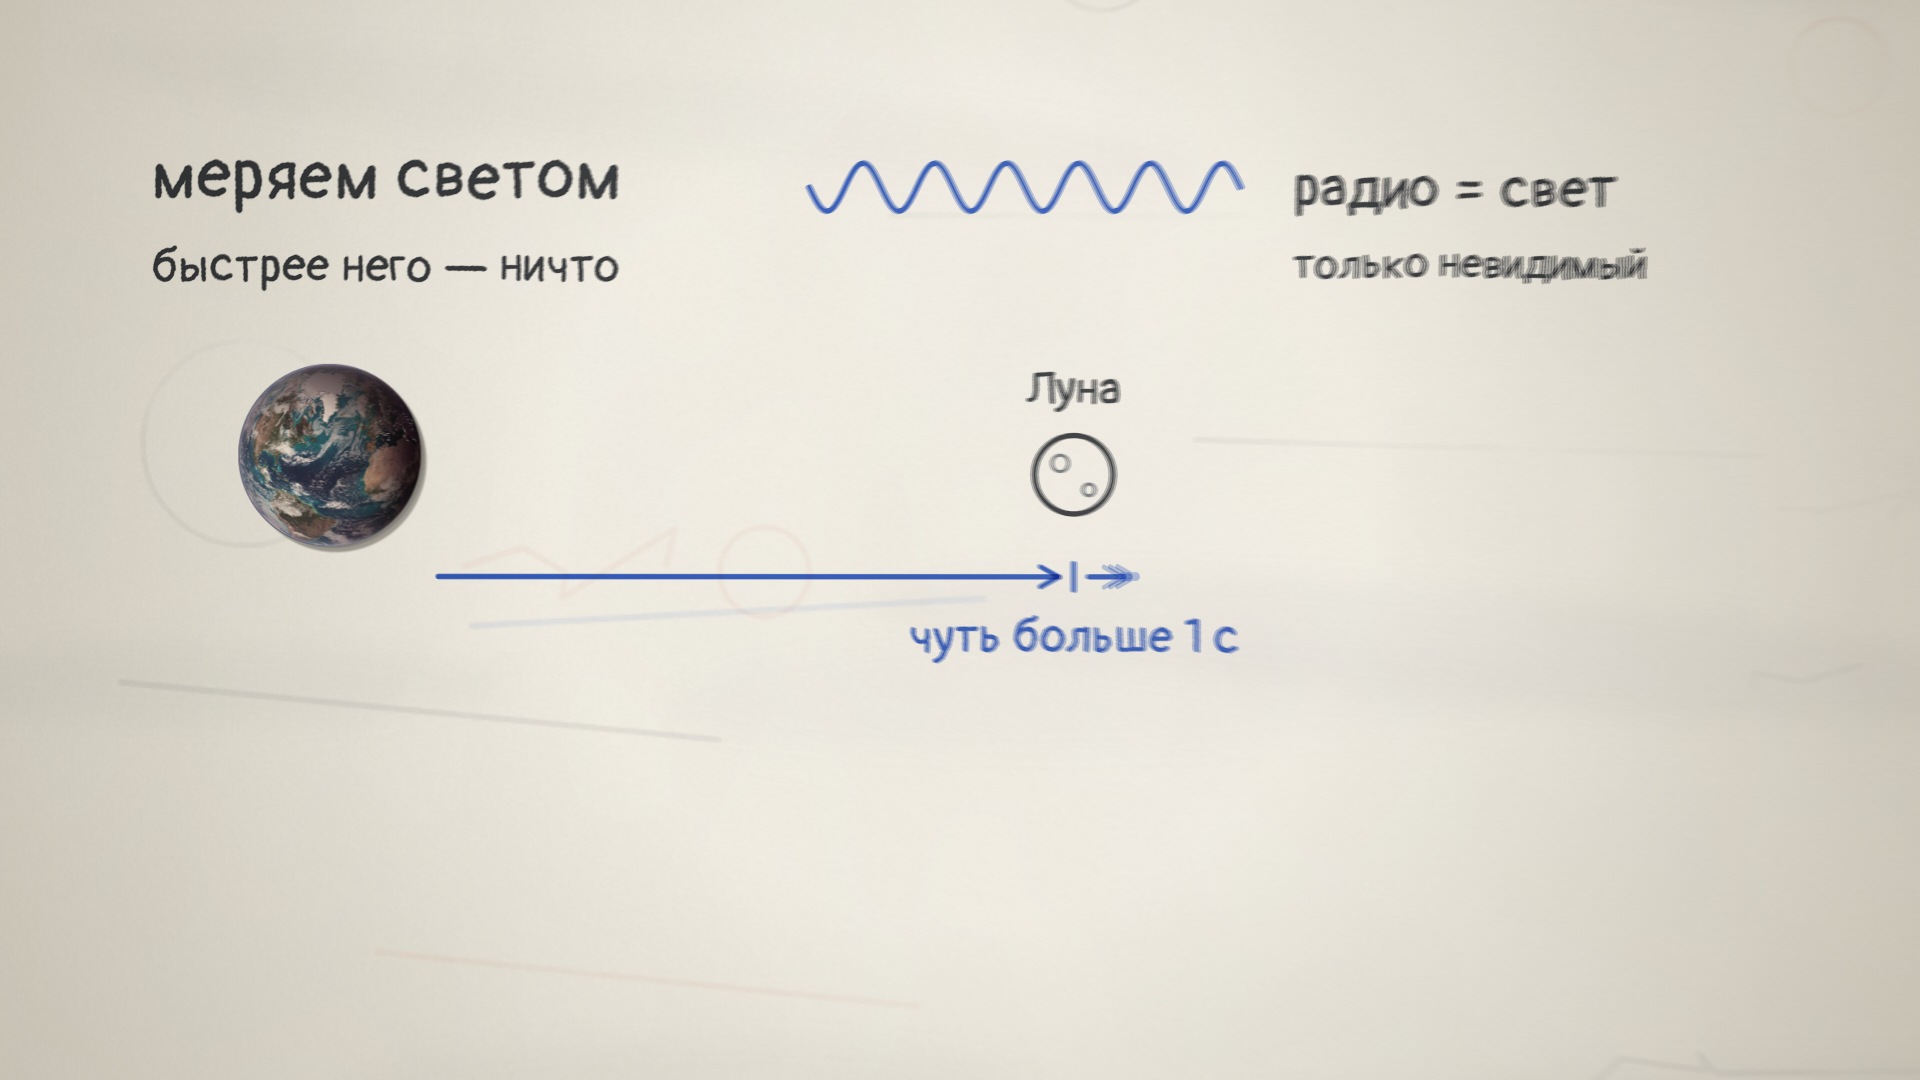 меряем светом
быстрее него — ничто
радио = свет
только невидимый
Луна
чуть больше 1 с